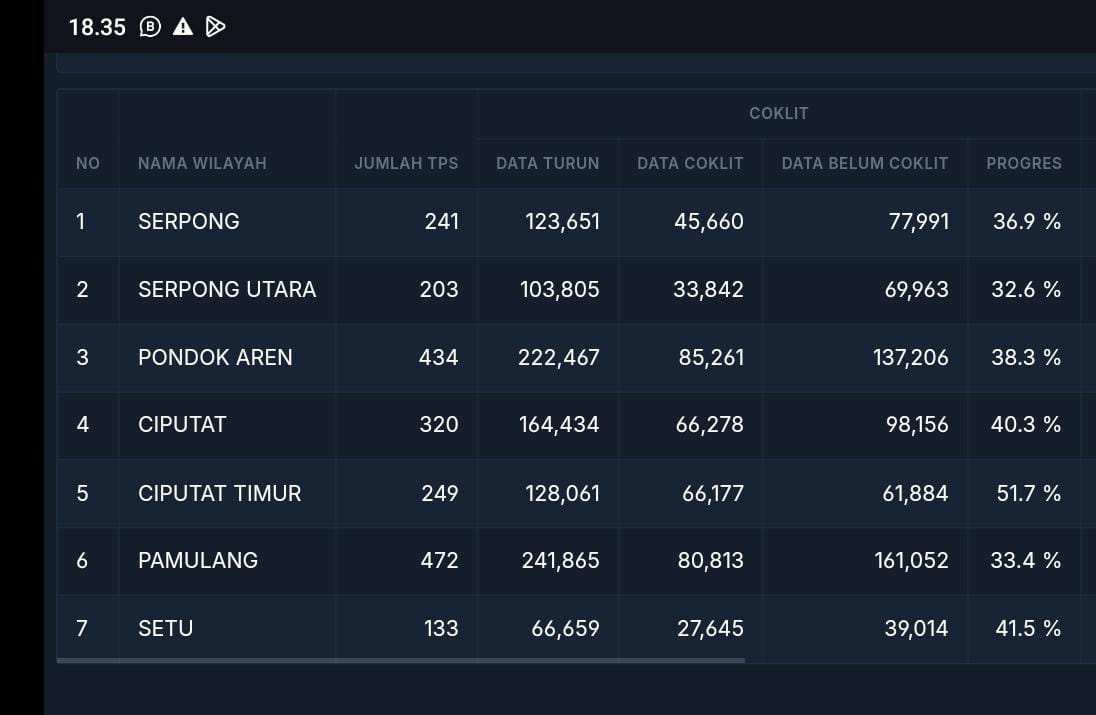 18.35
COKLIT
NO NAMA WILAYAH JUMLAH TPS DATA TURUN DATA COKLIT DATA BELUM COKLIT PROGRES
1 SERPONG 241 123,651 45,660 77,991 36.9 %
2 SERPONG UTARA 203 103,805 33,842 69,963 32.6 %
3 PONDOK AREN 434 222,467 85,261 137,206 38.3 %
4 CIPUTAT 320 164,434 66,278 98,156 40.3 %
5 CIPUTAT TIMUR 249 128,061 66,177 61,884 51.7 %
6 PAMULANG 472 241,865 80,813 161,052 33.4 %
7 SETU 133 66,659 27,645 39,014 41.5 %